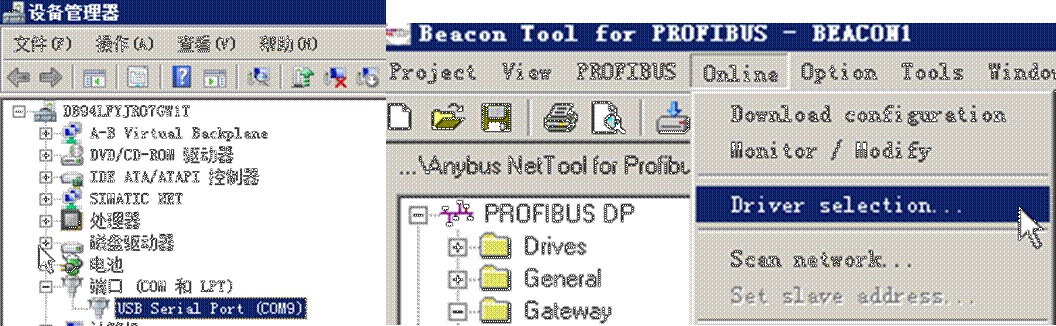 设备管理器
文件(F) 操作(A) 查看(V) 帮助(H)
A-B Virtual Backplane
DVD/CD-ROM 驱动器
IDE ATA/ATAPI 控制器
SIMATIC NET
处理器
磁盘驱动器
电池
端口 (COM 和 LPT)
USB Serial Port (COM9)
Beacon Tool for PROFIBUS - BEACON1
Project View PROFIBUS Online Option Tools Window
Download configuration
Monitor / Modify
Driver selection...
Scan network...
Set slave address...
...\Anybus NetTool for Profibu
PROFIBUS DP
Drives
General
Gateway